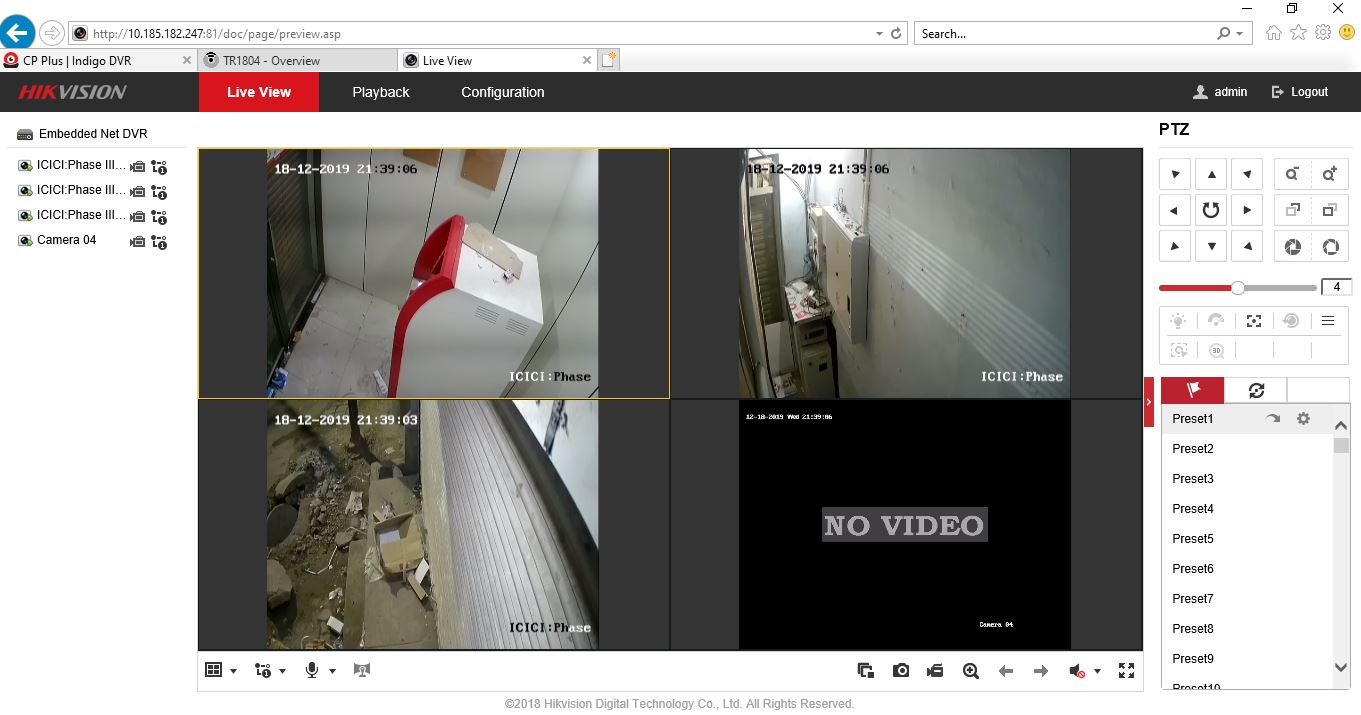 http://10.185.182.247:81/doc/page/preview.asp
Search...
CP Plus | Indigo DVR
TR1804 - Overview
Live View
HIKVISION
Live View
Playback
Configuration
admin
Logout
Embedded Net DVR
ICICI:Phase III...
ICICI:Phase III...
ICICI:Phase III...
Camera 04
18-12-2019 21:39:06
ICICI:Phase
18-12-2019 21:39:06
ICICI:Phase
18-12-2019 21:39:03
ICICI:Phase
12-18-2019 Wed 21:39:06
NO VIDEO
Camera 04
PTZ
4
3D
Preset1
Preset2
Preset3
Preset4
Preset5
Preset6
Preset7
Preset8
Preset9
Preset10
©2018 Hikvision Digital Technology Co., Ltd. All Rights Reserved.